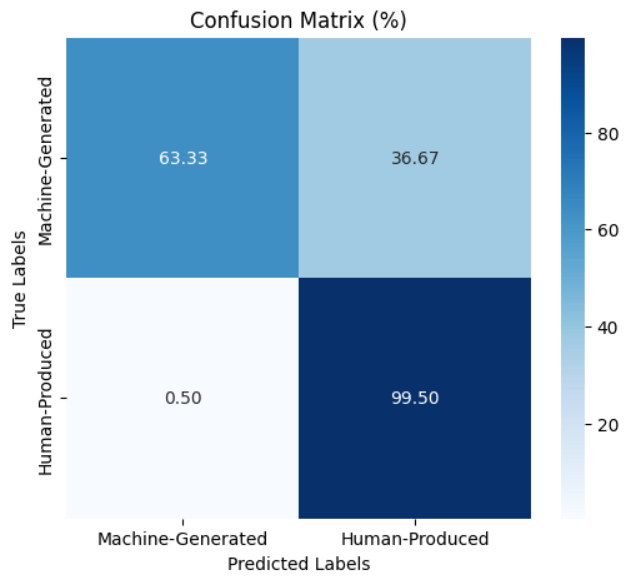 Confusion Matrix (%)
True Labels
Machine-Generated
Human-Produced
63.33
36.67
0.50
99.50
Machine-Generated
Human-Produced
Predicted Labels
80
60
40
20